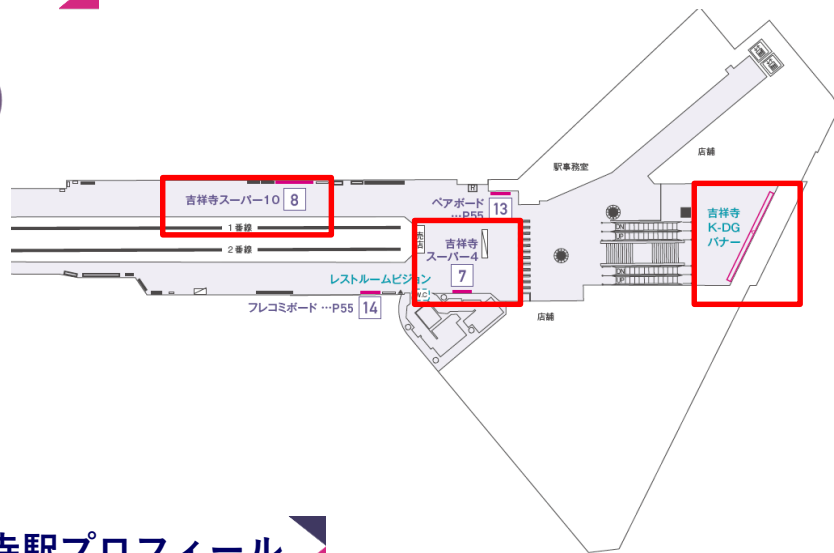 駅事務室
店舗
R
吉祥寺スーパー10 8
ペアボード
…P55 13
1番線
2番線
売店
吉祥寺
スーパー4
7
DN
UP
DN
UP
吉祥寺
K-DG
バナー
レストルームビジョン
W.C
フレコミボード …P55 14
店舗
寺駅プロフィール